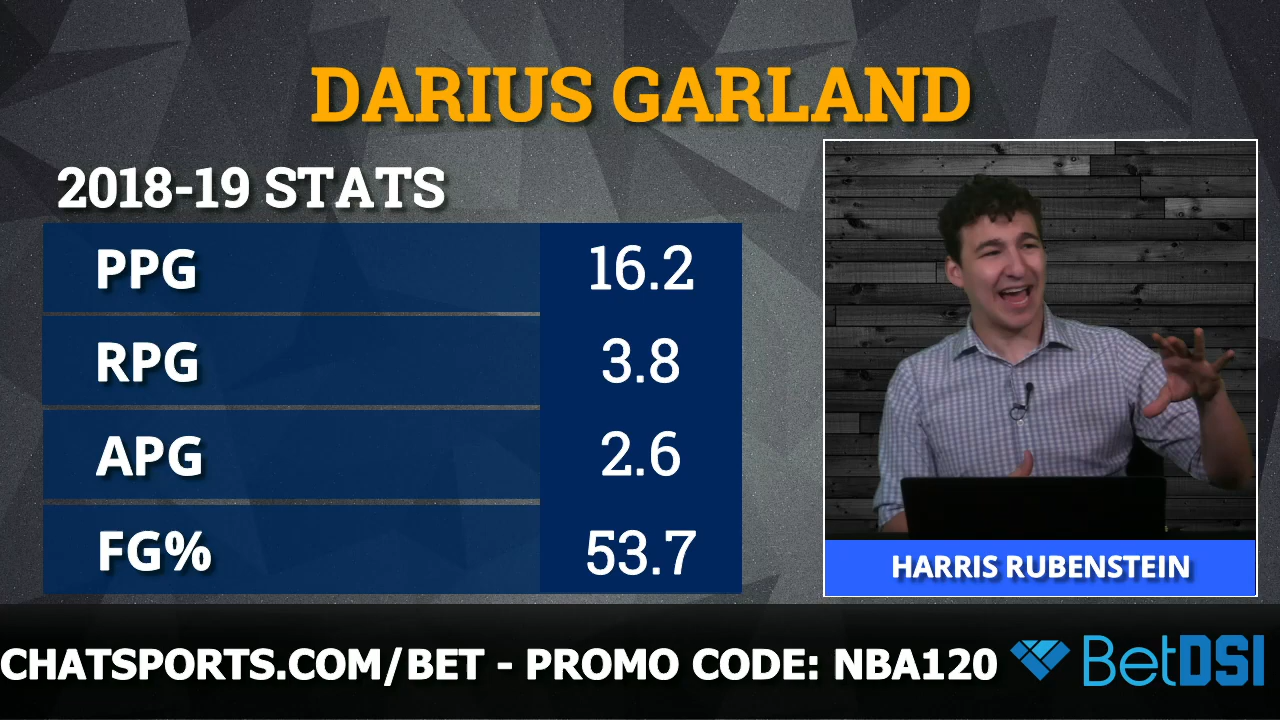 DARIUS GARLAND
2018-19 STATS
PPG 16.2
RPG 3.8
APG 2.6
FG% 53.7
HARRIS RUBENSTEIN
CHATSPORTS.COM/BET - PROMO CODE: NBA120 BetDSI